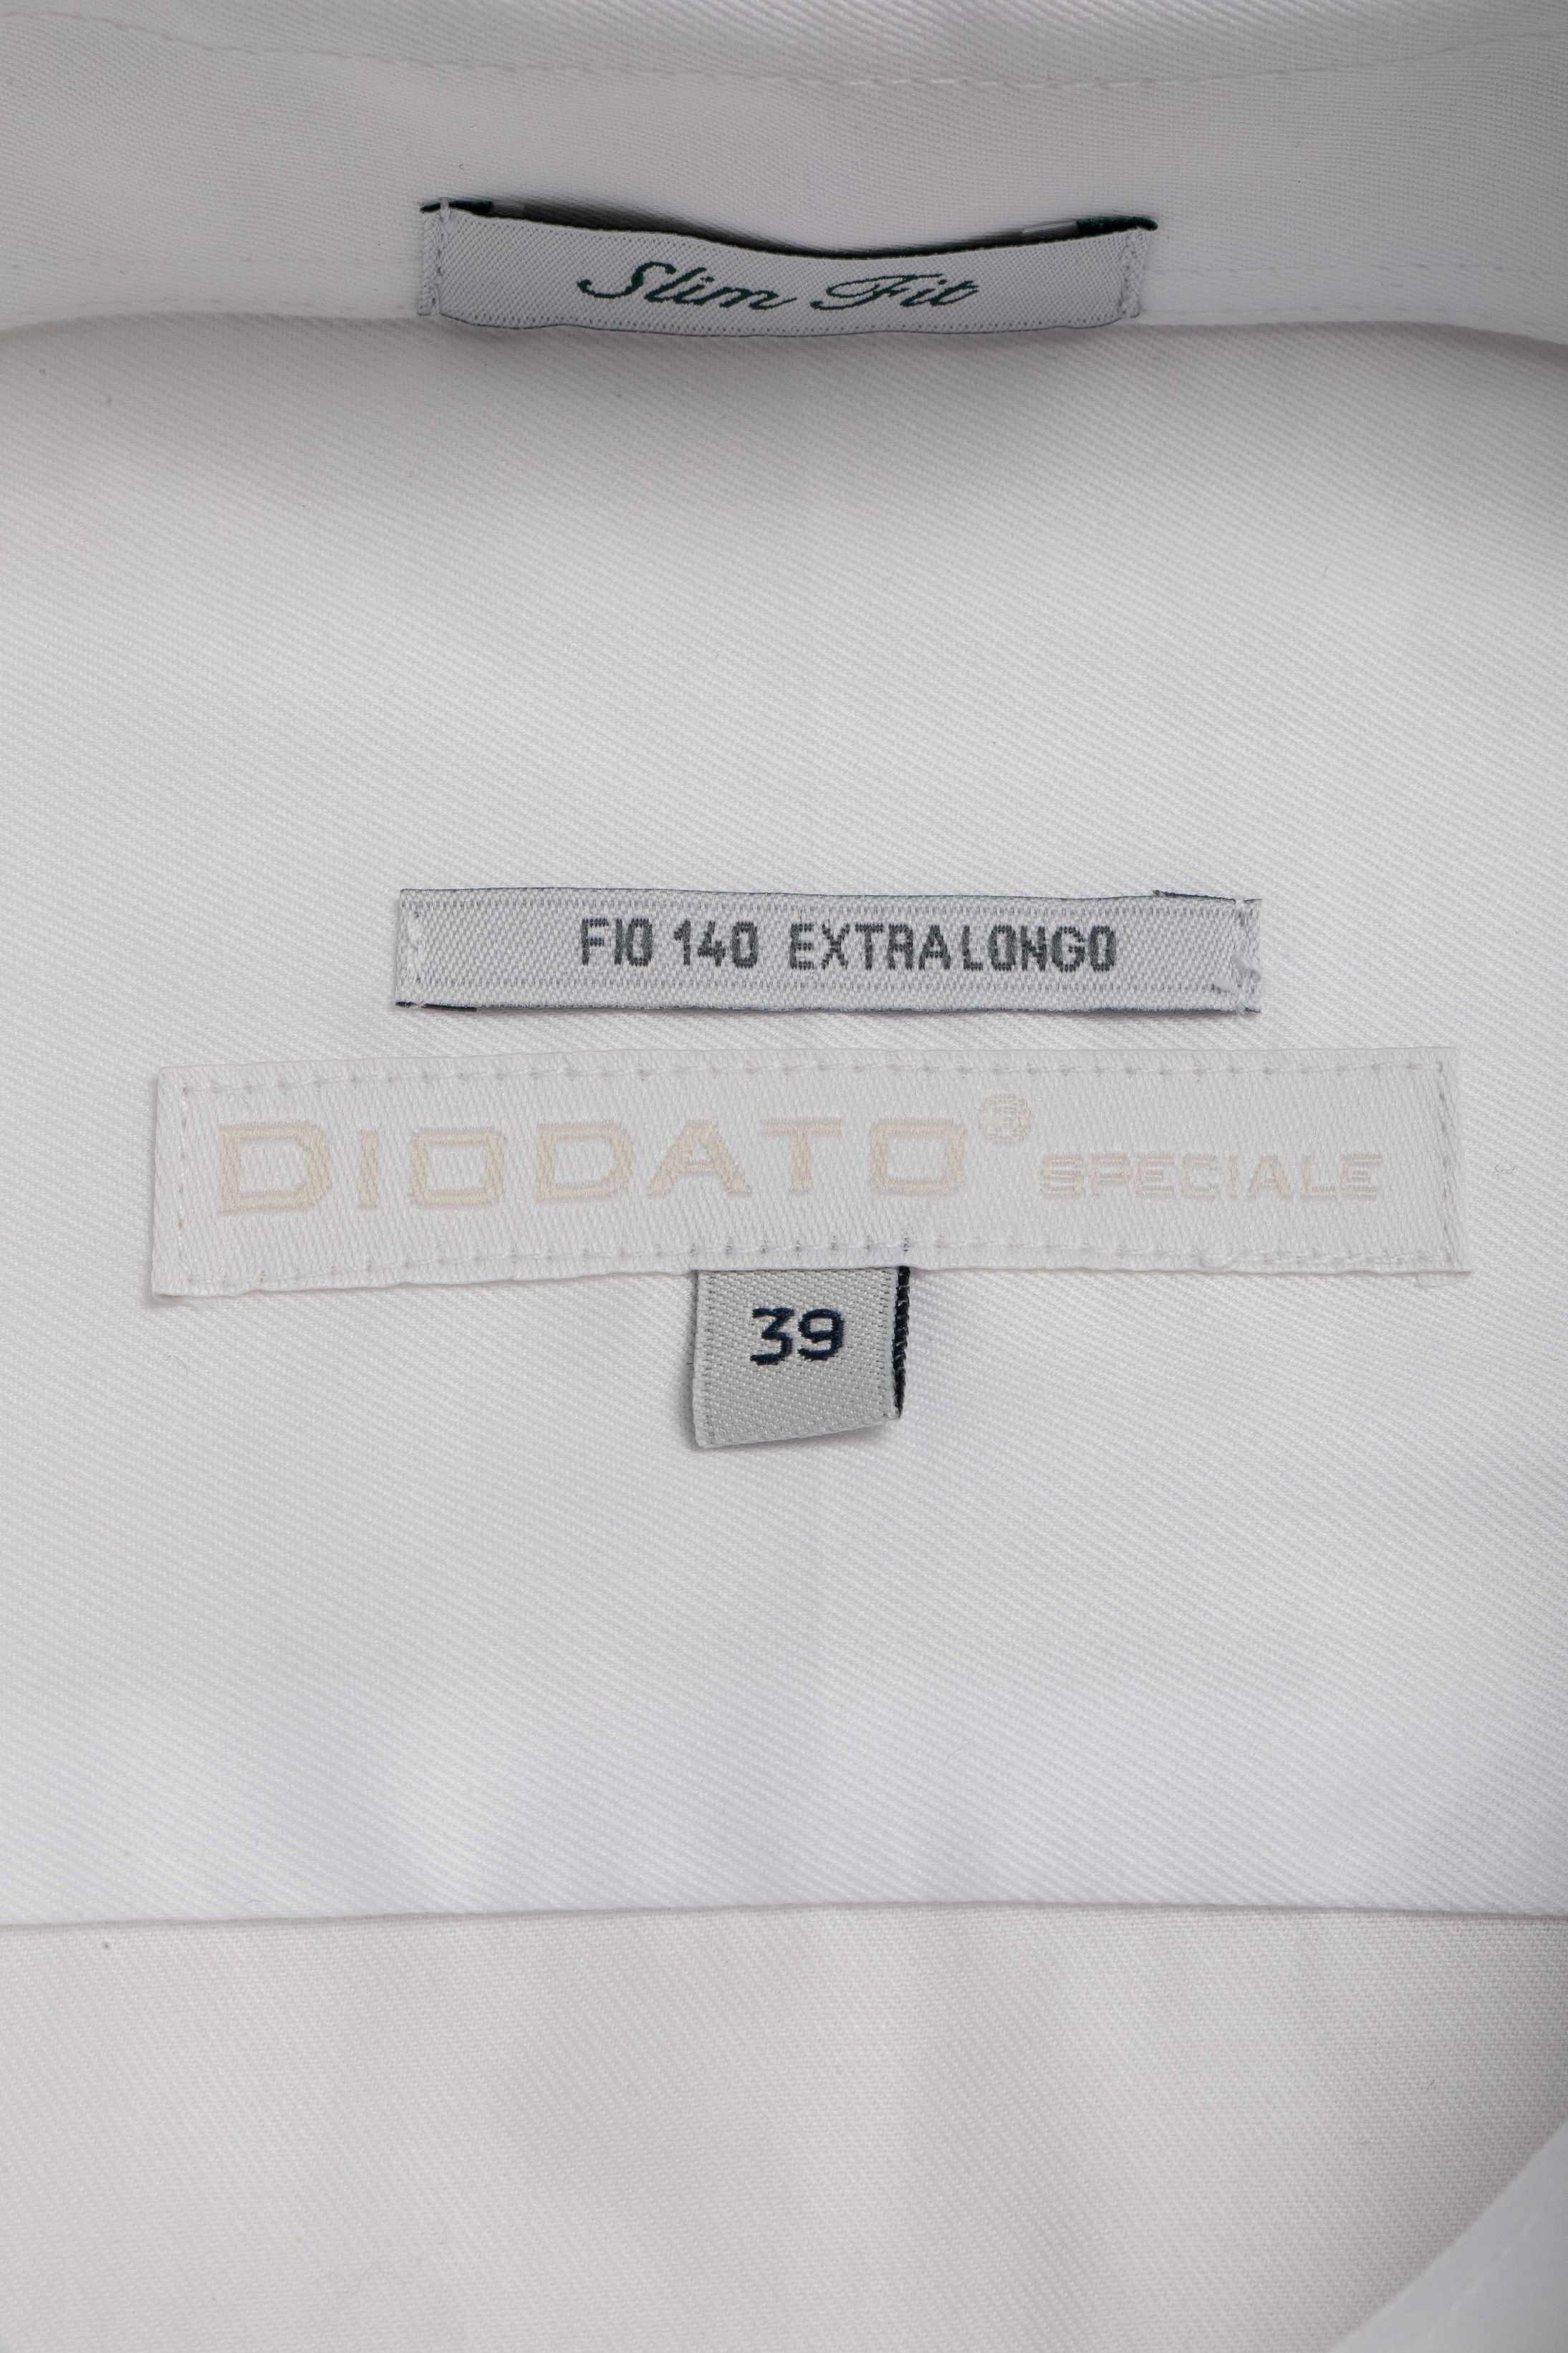 Slim Fit
FIO 140 EXTRALONGO
DIODATO® SPECIALE
39